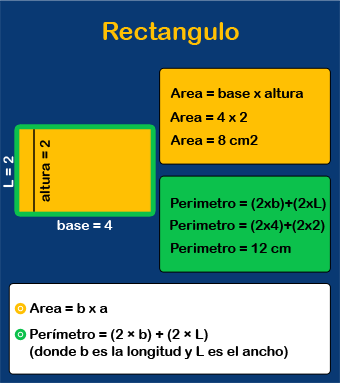 Rectangulo
Area = base x altura
Area = 4 x 2
Area = 8 cm2
L = 2
altura = 2
base = 4
Perimetro = (2xb)+(2xL)
Perimetro = (2x4)+(2x2)
Perimetro = 12 cm
Area = b x a
Perímetro = (2 × b) + (2 × L)
(donde b es la longitud y L es el ancho)